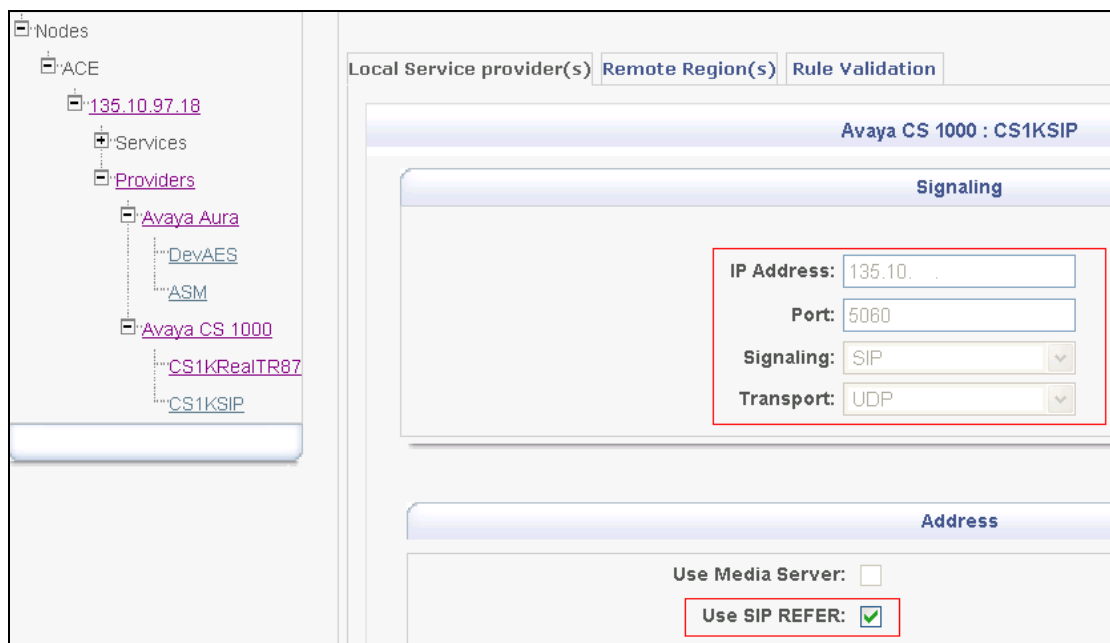 Nodes
ACE
135.10.97.18
Services
Providers
Avaya Aura
DevAES
ASM
Avaya CS 1000
CS1KRealTR87
CS1KSIP
Local Service provider(s) Remote Region(s) Rule Validation
Avaya CS 1000 : CS1KSIP
Signaling
IP Address: 135.10. .
Port: 5060
Signaling: SIP
Transport: UDP
Address
Use Media Server:
Use SIP REFER: